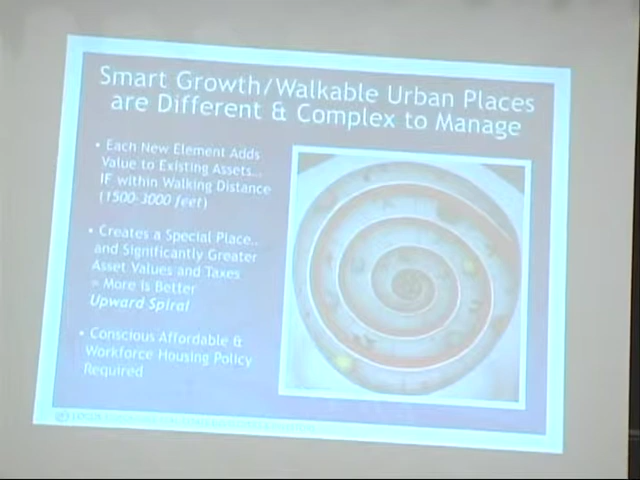 Smart Growth/Walkable Urban Places
are Different & Complex to Manage
• Each New Element Adds
Value to Existing Assets...
IF within Walking Distance
(1500-3000 feet)
• Creates a Special Place..
and Significantly Greater
Asset Values and Taxes
= More is Better
Upward Spiral
• Conscious Affordable &
Workforce Housing Policy
Required